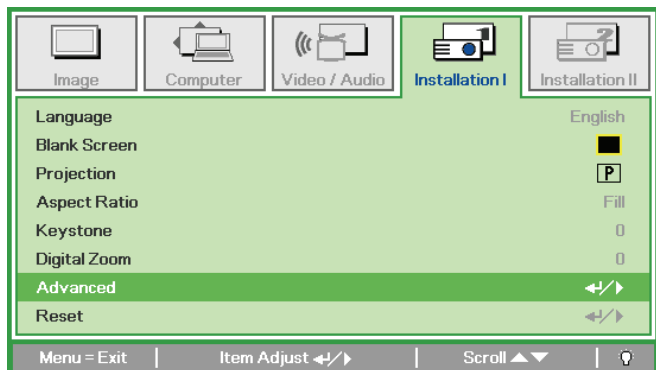 Image Computer Video / Audio Installation I Installation II
Language English
Blank Screen
Projection P
Aspect Ratio Fill
Keystone 0
Digital Zoom 0
Advanced
Reset
Menu = Exit Item Adjust Scroll